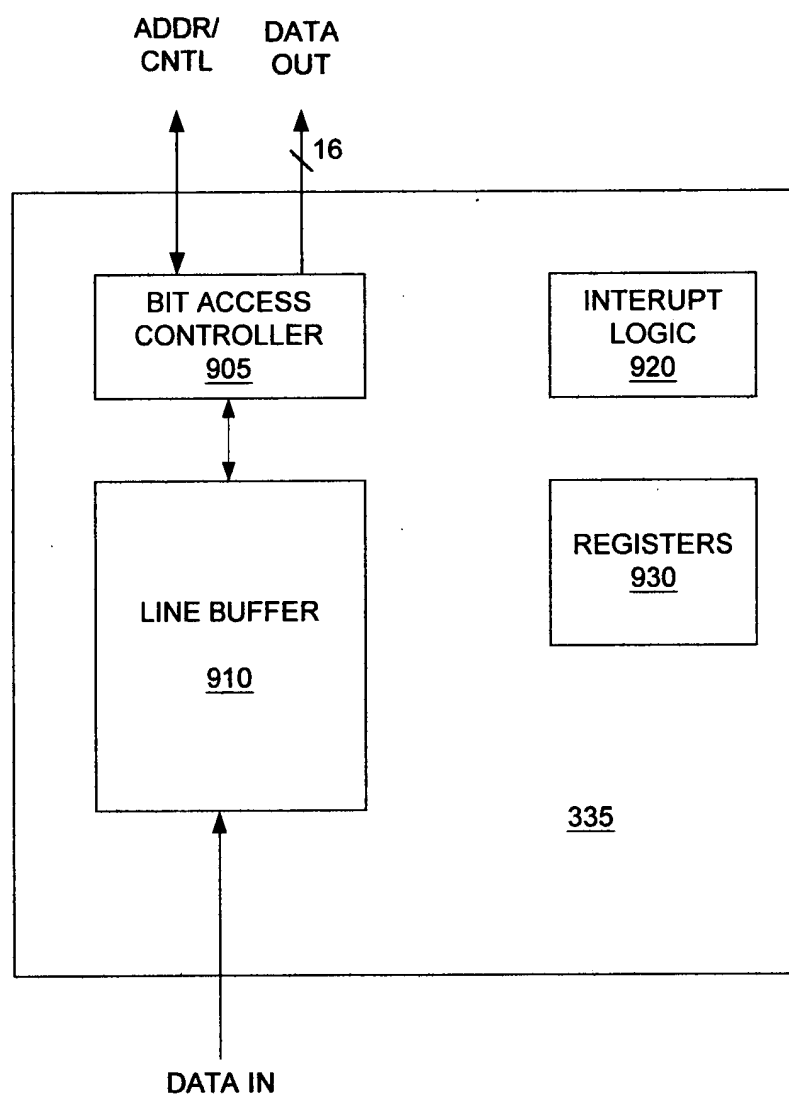 ADDR/
CNTL
DATA
OUT
16
BIT ACCESS
CONTROLLER
905
INTERUPT
LOGIC
920
LINE BUFFER
910
REGISTERS
930
335
DATA IN